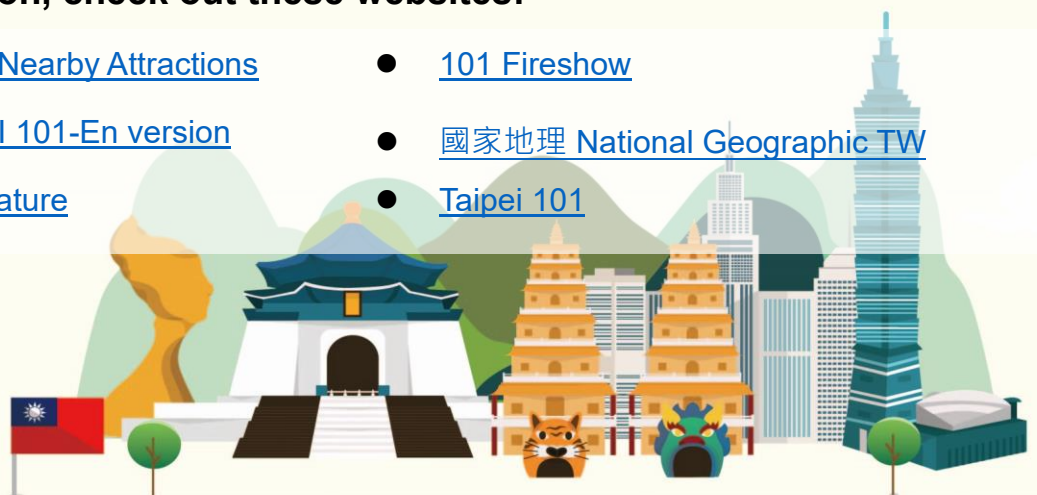 check out these websites:
Nearby Attractions
101-En version
101 Fireshow
國家地理 National Geographic TW
Taipei 101